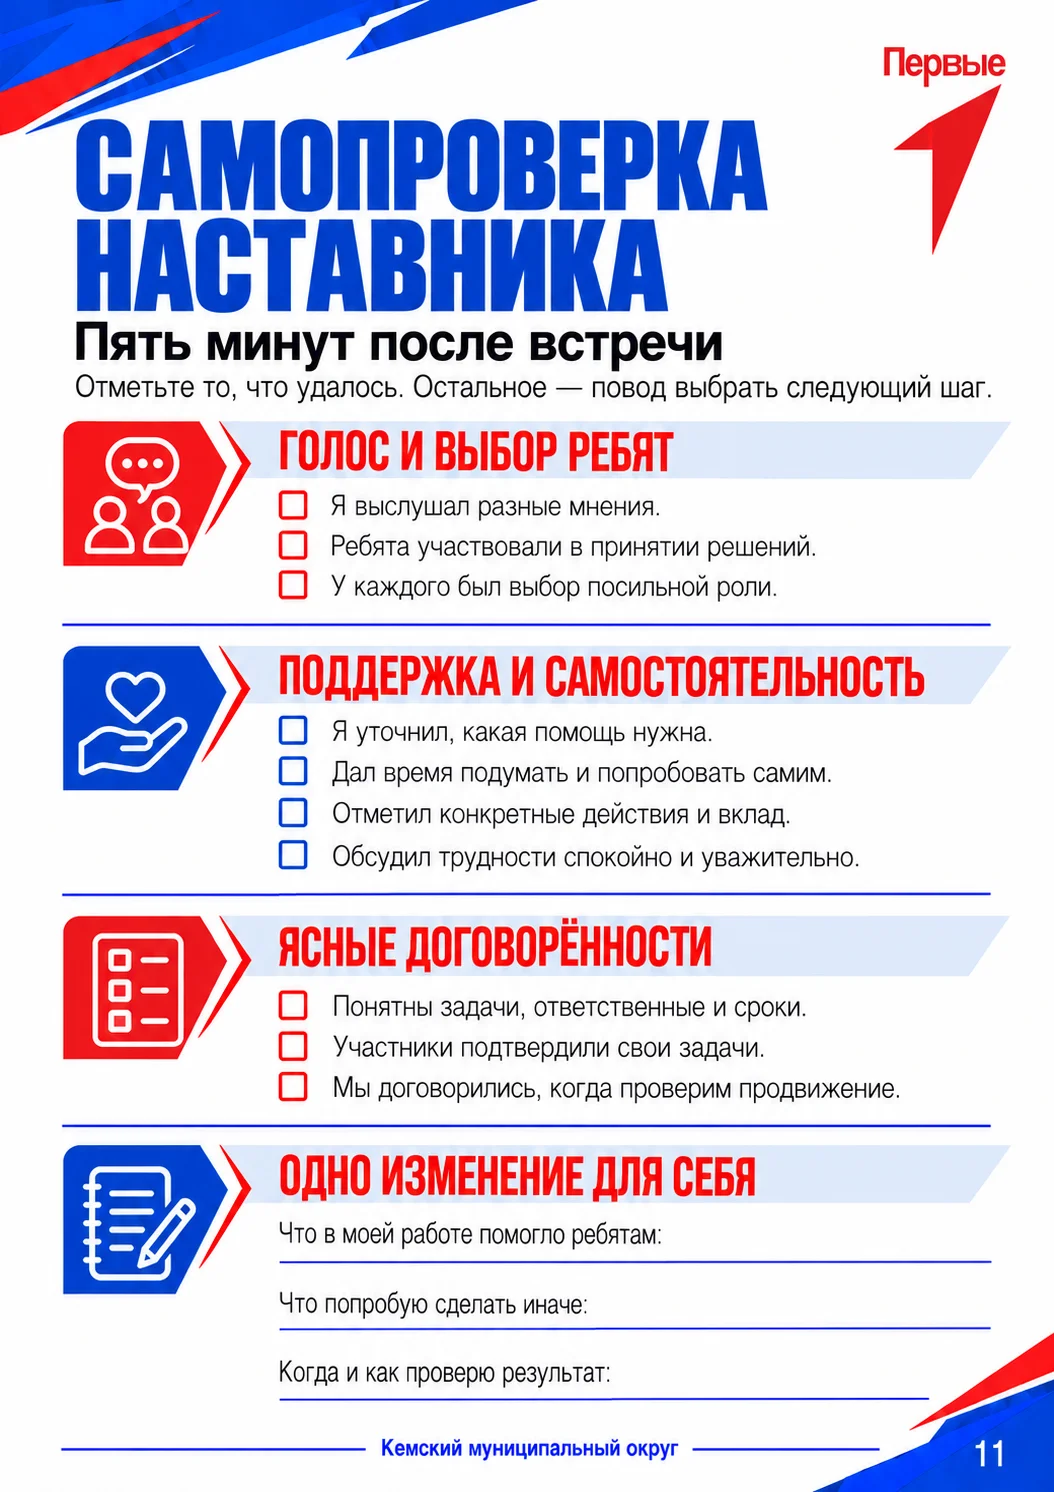 Первые
САМОПРОВЕРКА
НАСТАВНИКА
Пять минут после встречи
Отметьте то, что удалось. Остальное — повод выбрать следующий шаг.
ГОЛОС И ВЫБОР РЕБЯТ
Я выслушал разные мнения.
Ребята участвовали в принятии решений.
У каждого был выбор посильной роли.
ПОДДЕРЖКА И САМОСТОЯТЕЛЬНОСТЬ
Я уточнил, какая помощь нужна.
Дал время подумать и попробовать самим.
Отметил конкретные действия и вклад.
Обсудил трудности спокойно и уважительно.
ЯСНЫЕ ДОГОВОРЁННОСТИ
Понятны задачи, ответственные и сроки.
Участники подтвердили свои задачи.
Мы договорились, когда проверим продвижение.
ОДНО ИЗМЕНЕНИЕ ДЛЯ СЕБЯ
Что в моей работе помогло ребятам:
Что попробую сделать иначе:
Когда и как проверю результат:
Кемский муниципальный округ
11